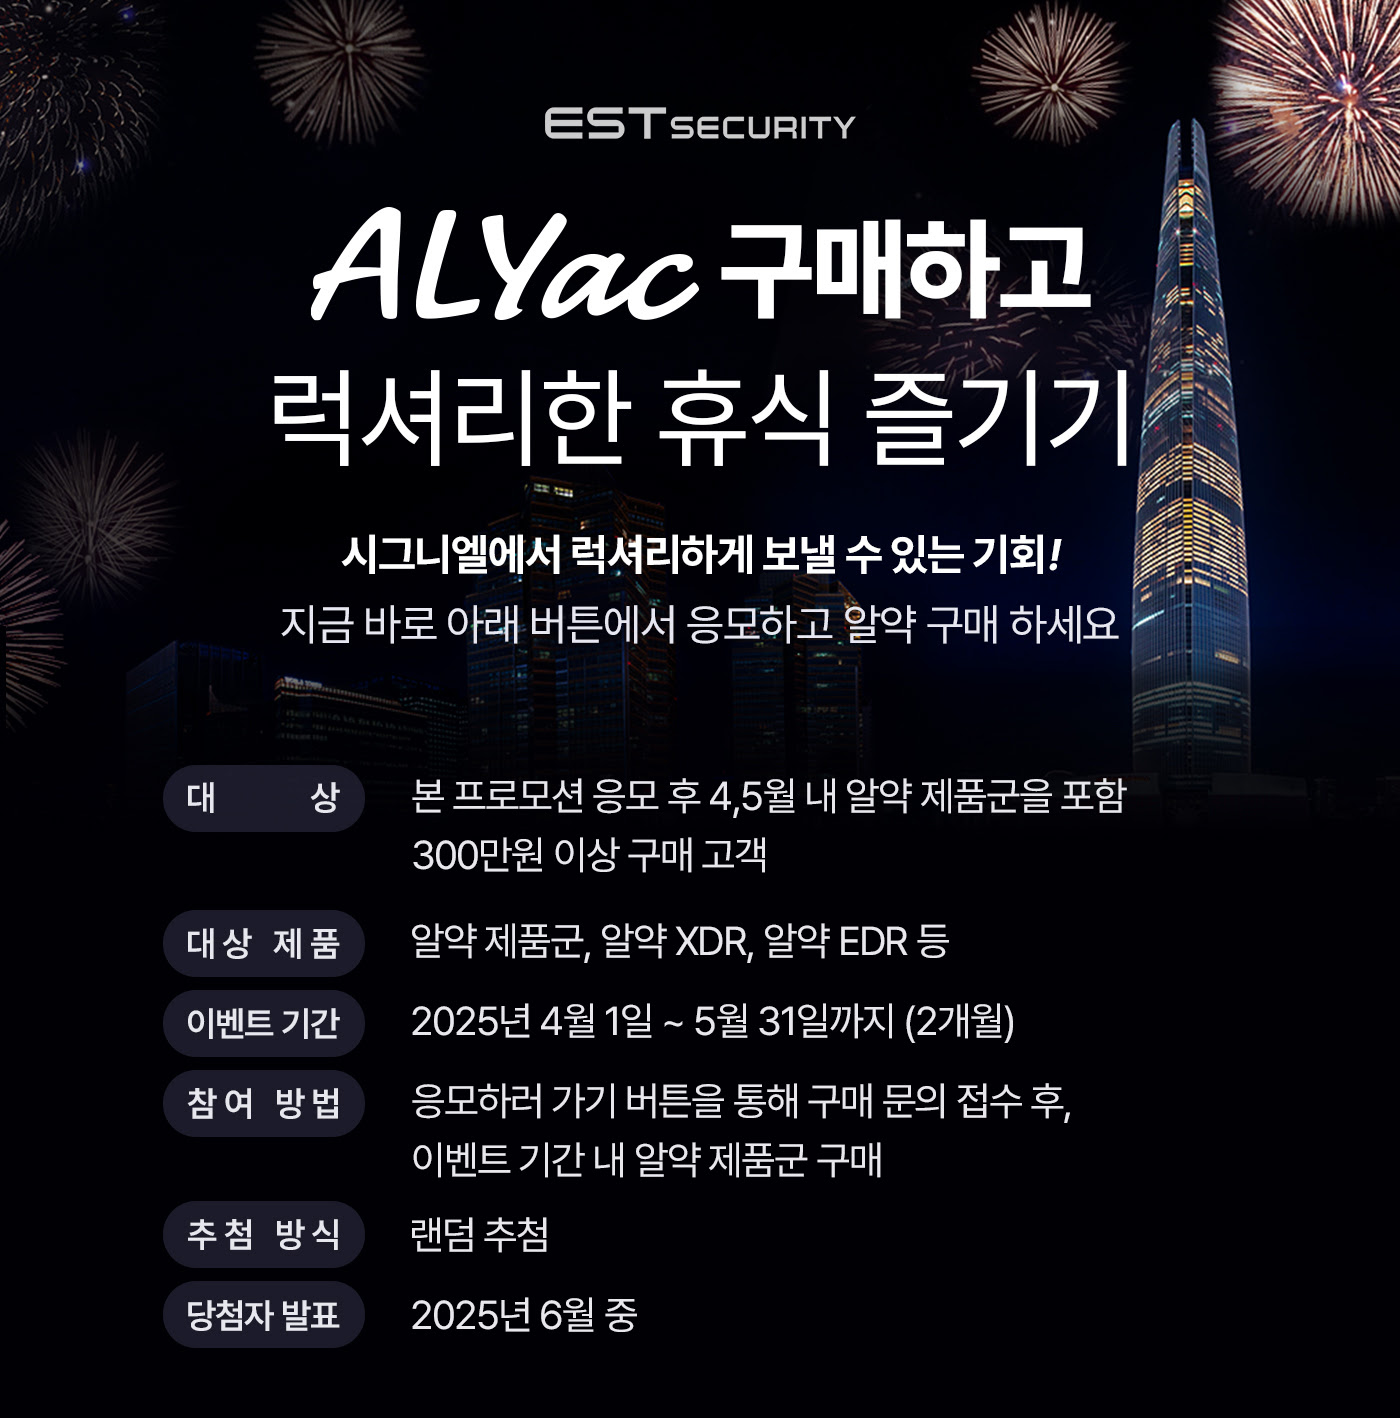 EST SECURITY
ALYac 구매하고
럭셔리한 휴식 즐기기
시그니엘에서 럭셔리하게 보낼 수 있는 기회!
지금 바로 아래 버튼에서 응모하고 알약 구매 하세요
대 상 본 프로모션 응모 후 4,5월 내 알약 제품군을 포함
300만원 이상 구매 고객
대상 제품 알약 제품군, 알약 XDR, 알약 EDR 등
이벤트 기간 2025년 4월 1일 ~ 5월 31일까지 (2개월)
참여 방법 응모하러 가기 버튼을 통해 구매 문의 접수 후,
이벤트 기간 내 알약 제품군 구매
추첨 방식 랜덤 추첨
당첨자 발표 2025년 6월 중